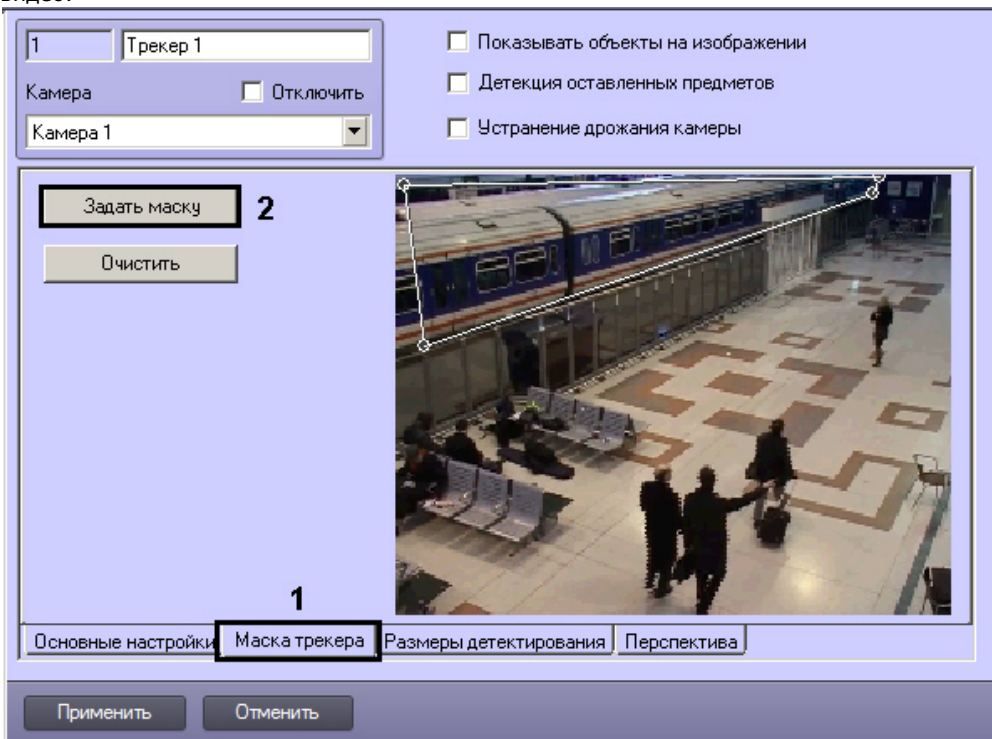 видео.
1 Трекер 1
Показывать объекты на изображении
Детекция оставленных предметов
Камера Отключить
Камера 1
Устранение дрожания камеры
Задать маску 2
Очистить
1
Основные настройки Маска трекера Размеры детектирования Перспектива
Применить Отменить